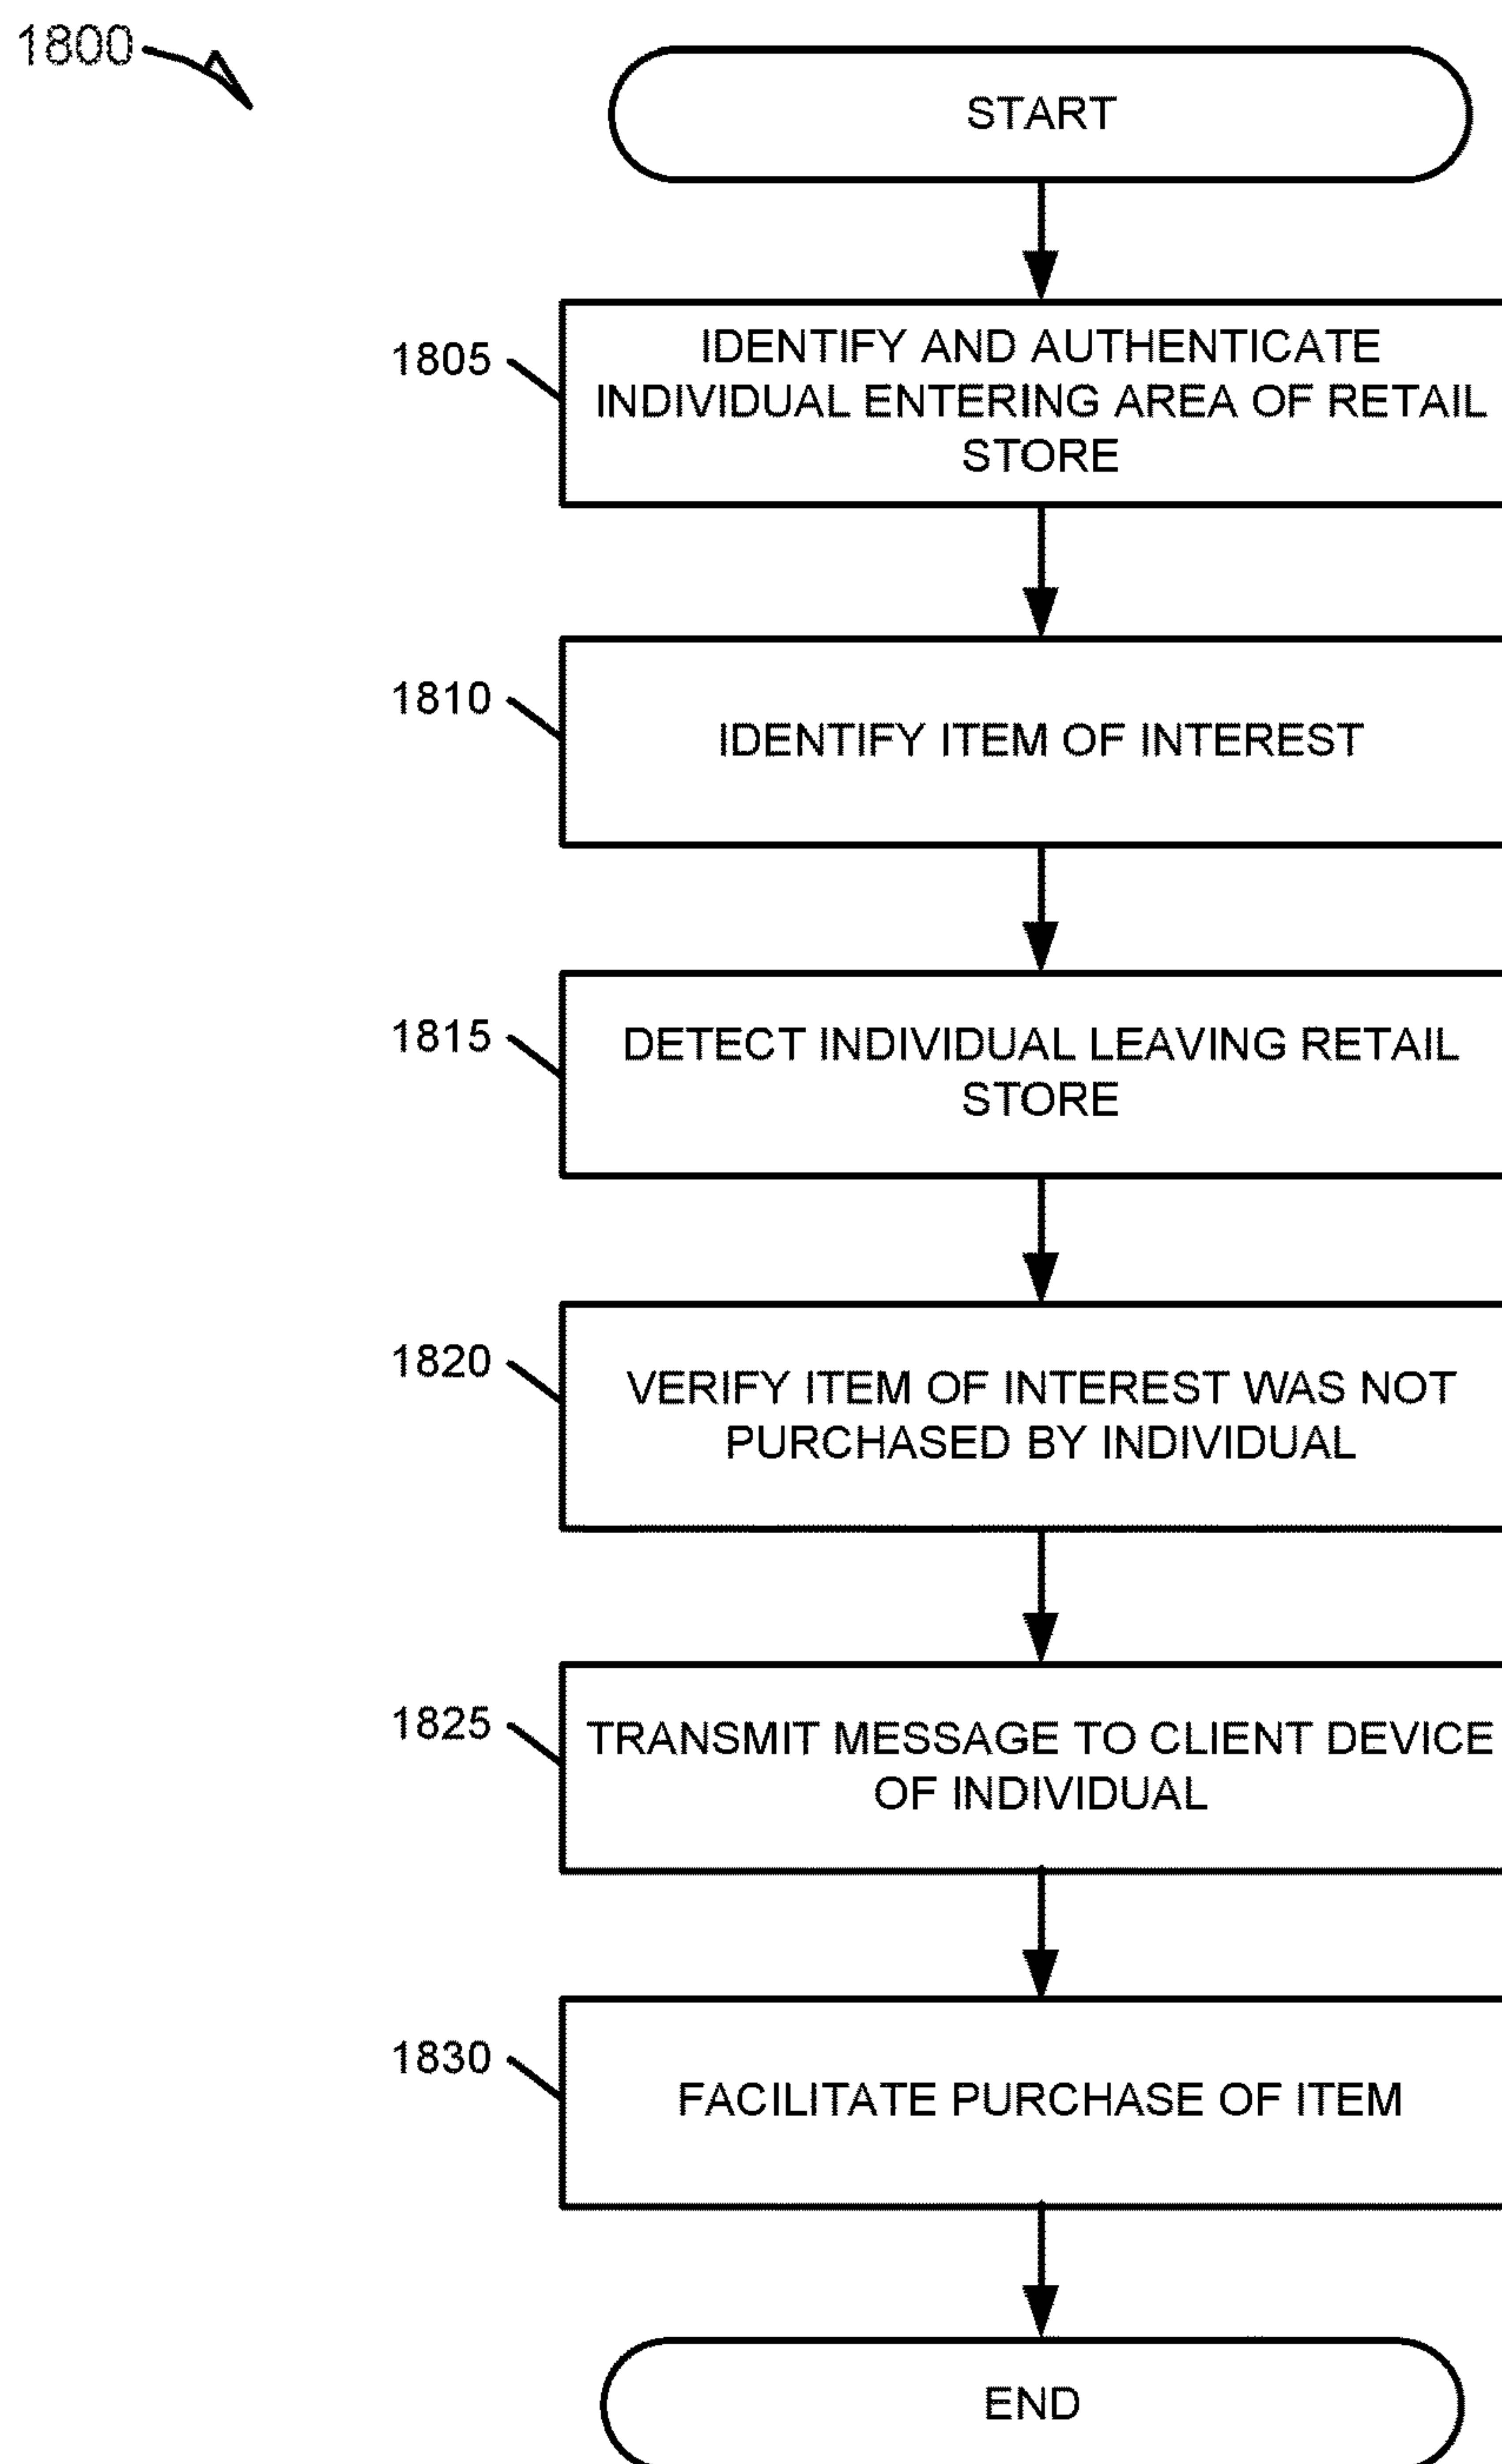 1800
START
1805
IDENTIFY AND AUTHENTICATE
INDIVIDUAL ENTERING AREA OF RETAIL
STORE
1810
IDENTIFY ITEM OF INTEREST
1815
DETECT INDIVIDUAL LEAVING RETAIL
STORE
1820
VERIFY ITEM OF INTEREST WAS NOT
PURCHASED BY INDIVIDUAL
1825
TRANSMIT MESSAGE TO CLIENT DEVICE
OF INDIVIDUAL
1830
FACILITATE PURCHASE OF ITEM
END